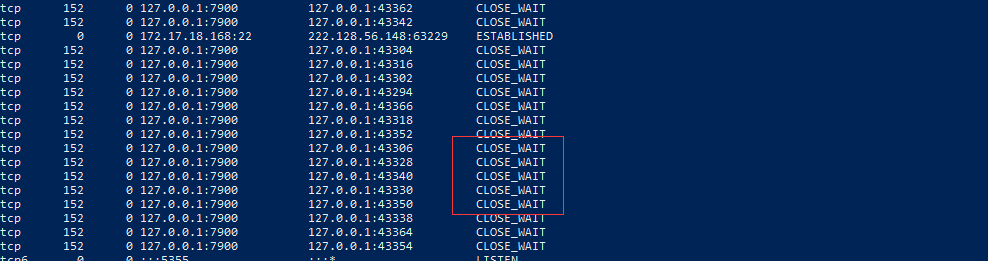 tcp 152 0 127.0.0.1:7900 127.0.0.1:43362 CLOSE_WAIT
tcp 152 0 127.0.0.1:7900 127.0.0.1:43342 CLOSE_WAIT
tcp 0 0 172.17.18.168:22 222.128.56.148:63229 ESTABLISHED
tcp 152 0 127.0.0.1:7900 127.0.0.1:43304 CLOSE_WAIT
tcp 152 0 127.0.0.1:7900 127.0.0.1:43316 CLOSE_WAIT
tcp 152 0 127.0.0.1:7900 127.0.0.1:43302 CLOSE_WAIT
tcp 152 0 127.0.0.1:7900 127.0.0.1:43294 CLOSE_WAIT
tcp 152 0 127.0.0.1:7900 127.0.0.1:43366 CLOSE_WAIT
tcp 152 0 127.0.0.1:7900 127.0.0.1:43318 CLOSE_WAIT
tcp 152 0 127.0.0.1:7900 127.0.0.1:43352 CLOSE_WAIT
tcp 152 0 127.0.0.1:7900 127.0.0.1:43306 CLOSE_WAIT
tcp 152 0 127.0.0.1:7900 127.0.0.1:43328 CLOSE_WAIT
tcp 152 0 127.0.0.1:7900 127.0.0.1:43340 CLOSE_WAIT
tcp 152 0 127.0.0.1:7900 127.0.0.1:43330 CLOSE_WAIT
tcp 152 0 127.0.0.1:7900 127.0.0.1:43350 CLOSE_WAIT
tcp 152 0 127.0.0.1:7900 127.0.0.1:43338 CLOSE_WAIT
tcp 152 0 127.0.0.1:7900 127.0.0.1:43364 CLOSE_WAIT
tcp 152 0 127.0.0.1:7900 127.0.0.1:43354 CLOSE_WAIT
tcp6 0 0 :::5355 :::* LISTEN